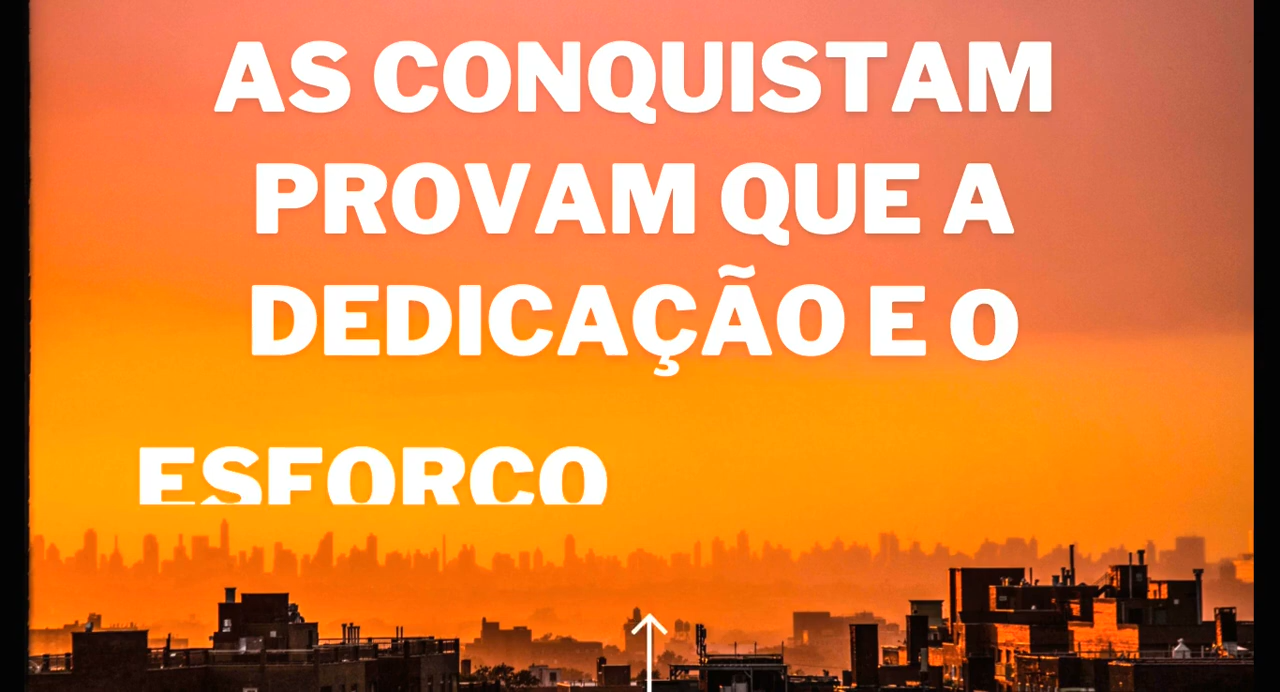 AS CONQUISTAM
PROVAM QUE A
DEDICAÇÃO E O
ESFORÇO